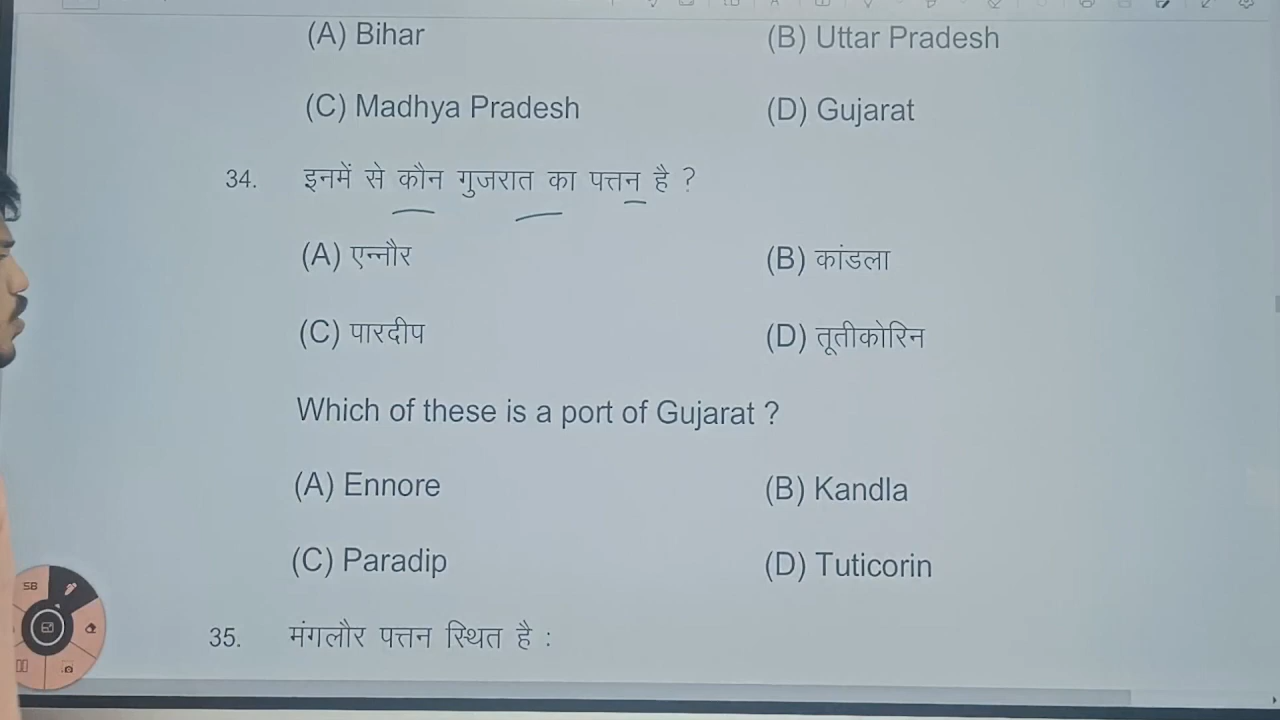 (A) Bihar (B) Uttar Pradesh
(C) Madhya Pradesh (D) Gujarat
34. इनमें से कौन गुजरात का पत्तन है ?
(A) एन्नौर (B) कांडला
(C) पारदीप (D) तूतीकोरिन
Which of these is a port of Gujarat ?
(A) Ennore (B) Kandla
(C) Paradip (D) Tuticorin
SB
35. मंगलौर पत्तन स्थित है :